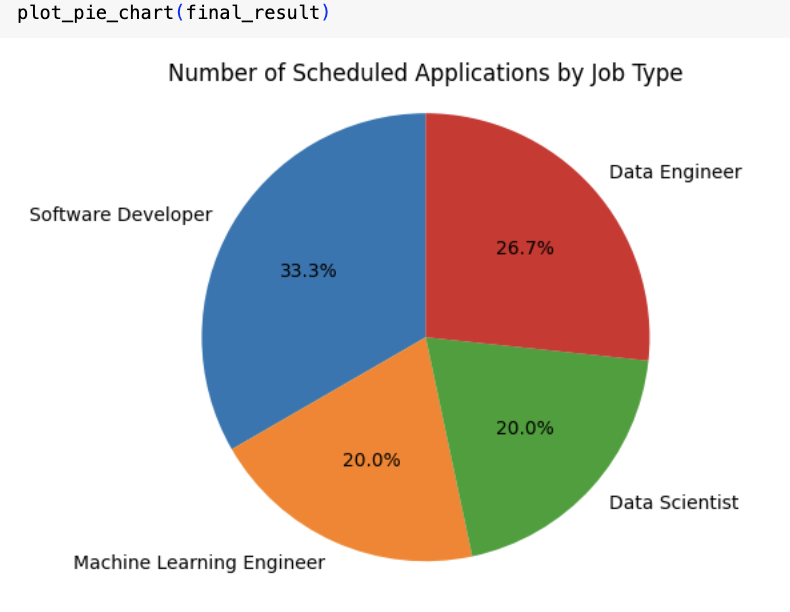 plot_pie_chart(final_result)
Number of Scheduled Applications by Job Type
Data Engineer
Software Developer
26.7%
33.3%
20.0%
20.0%
Data Scientist
Machine Learning Engineer